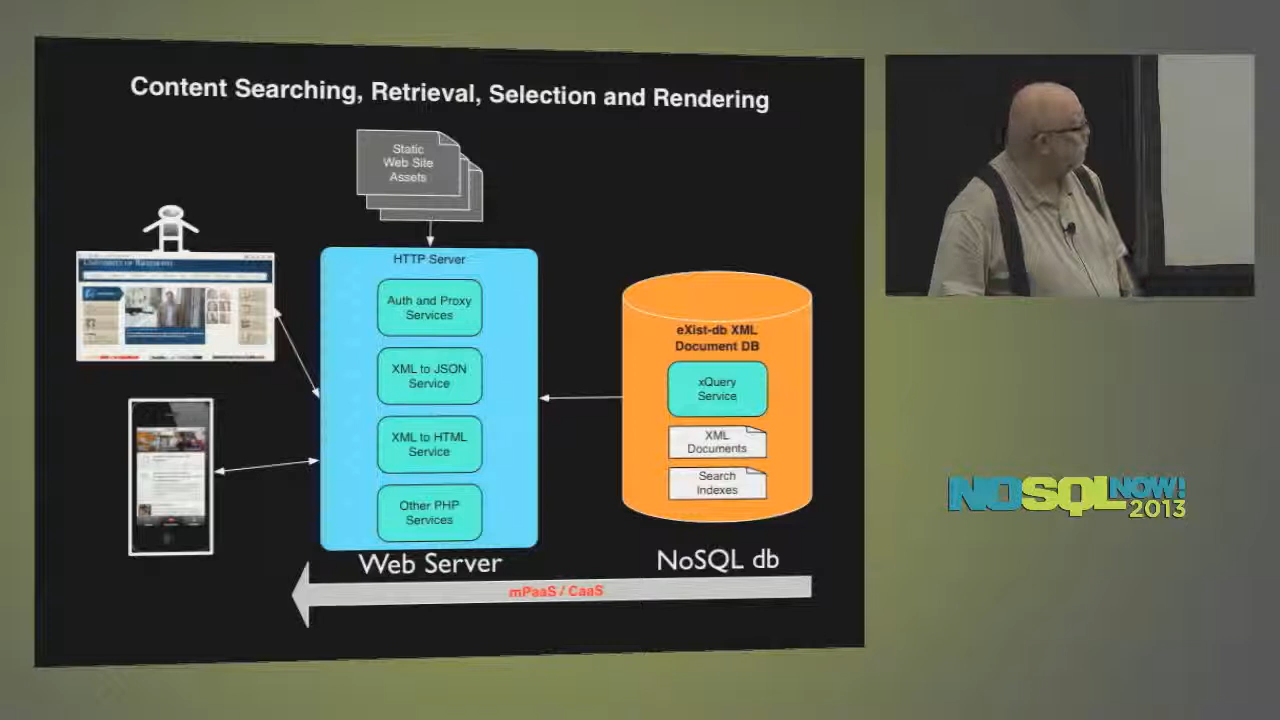 Content Searching, Retrieval, Selection and Rendering
Static
Web Site
Assets
HTTP Server
Auth and Proxy
Services
XML to JSON
Service
XML to HTML
Service
Other PHP
Services
Web Server
eXist-db XML
Document DB
xQuery
Service
XML
Documents
Search
Indexes
NoSQL db
mPaaS / CaaS
NOSQL NOW!
2013